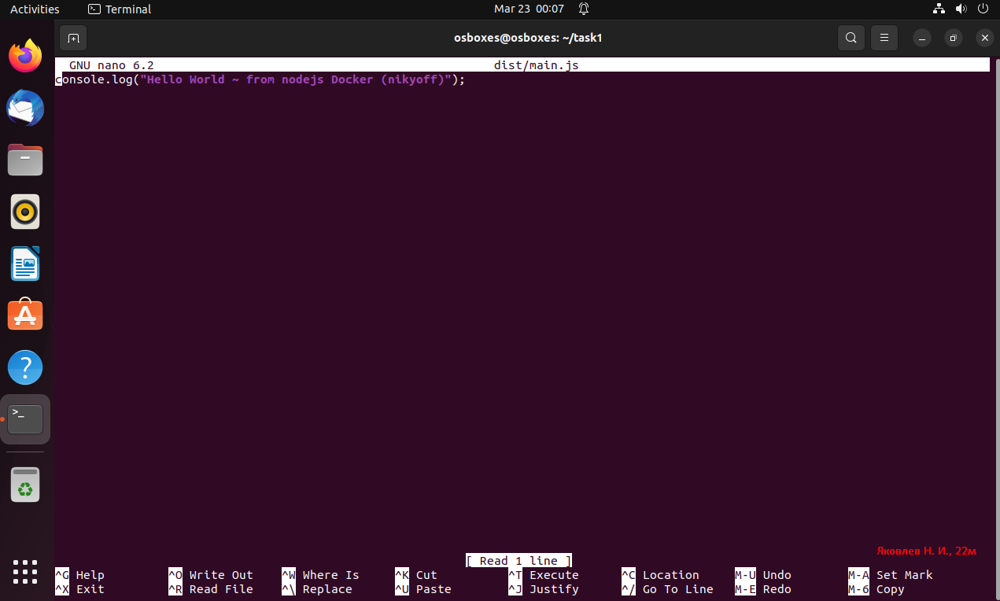 Activities Terminal Mar 23 00:07
osboxes@osboxes: ~/task1
GNU nano 6.2 dist/main.js
console.log("Hello World ~ from nodejs Docker (nikyoff)");
Яковлев Н. И., 22м
[ Read 1 line ]
^G Help ^O Write Out ^W Where Is ^K Cut ^T Execute ^C Location M-U Undo M-A Set Mark
^X Exit ^R Read File ^\ Replace ^U Paste ^J Justify ^/ Go To Line M-E Redo M-6 Copy